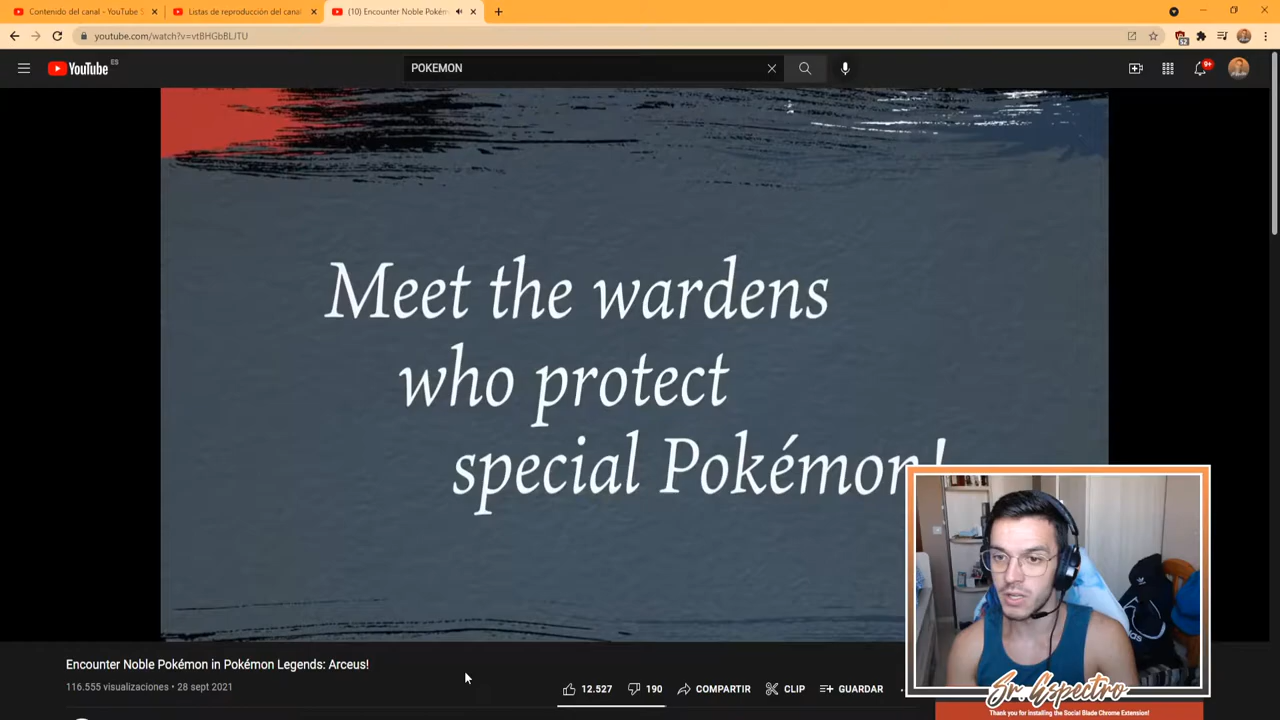 Contenido del canal - YouTube S
Listas de reproducción del canal
(10) Encounter Noble Pokém
youtube.com/watch?v=vtBHGbBLJTU
52
YouTube ES
POKEMON
9+
Meet the wardens
who protect
special Pokémon!
Encounter Noble Pokémon in Pokémon Legends: Arceus!
116.555 visualizaciones • 28 sept 2021
12.527
190
COMPARTIR
CLIP
GUARDAR
Sr. Espectro
Thank you for installing the Social Blade Chrome Extension!